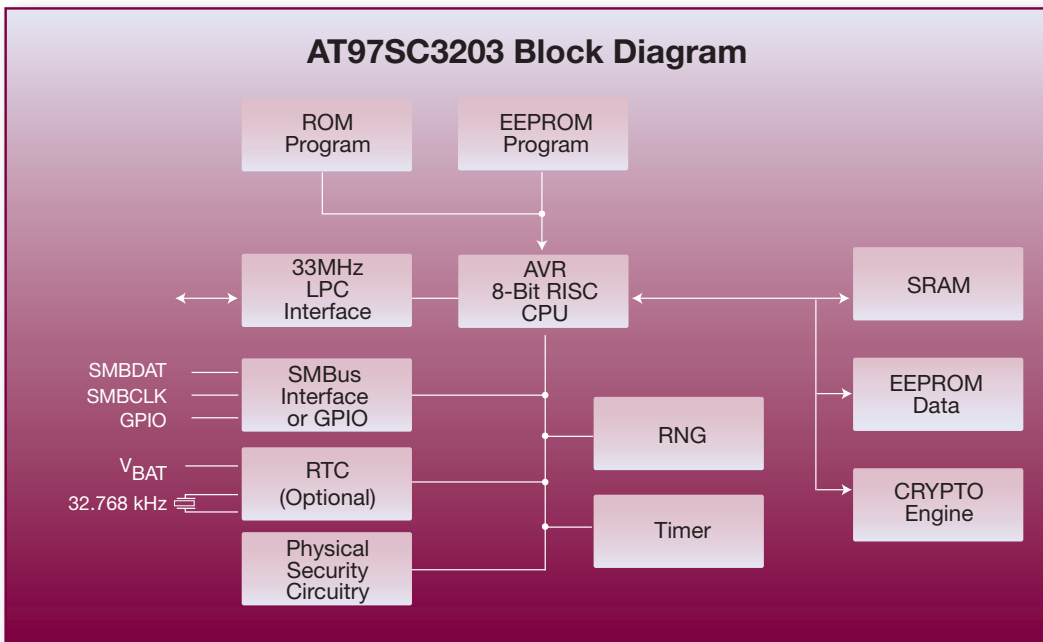 AT97SC3203 Block Diagram
ROM
Program
EEPROM
Program
33MHz
LPC
Interface
AVR
8-Bit RISC
CPU
SRAM
SMBDAT
SMBCLK
GPIO
SMBus
Interface
or GPIO
EEPROM
Data
RNG
VBAT
32.768 kHz
RTC
(Optional)
CRYPTO
Engine
Timer
Physical
Security
Circuitry